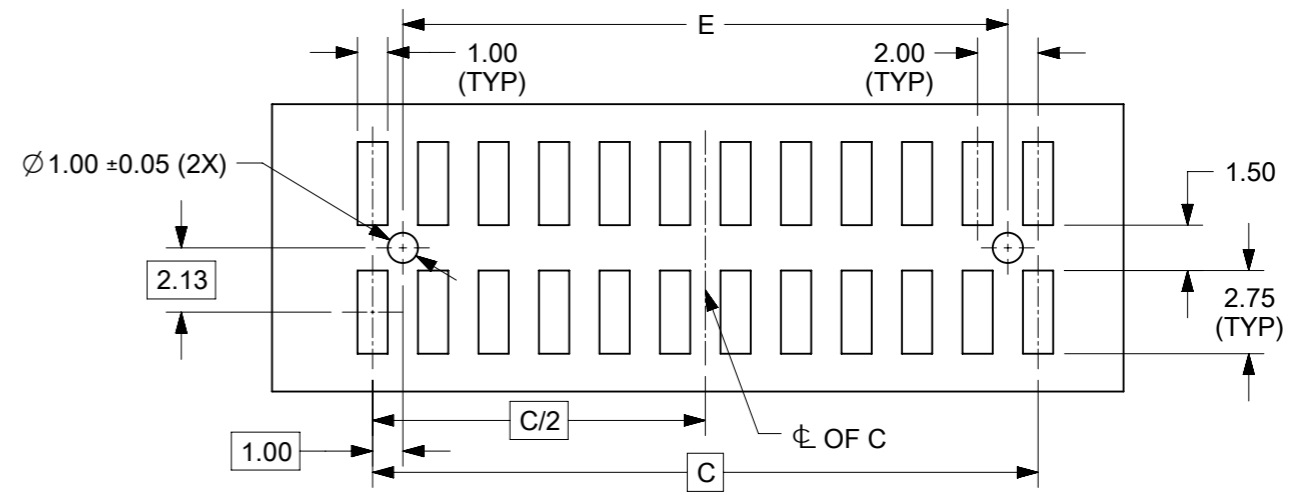 E
1.00
(TYP)
2.00
(TYP)
∅1.00 ±0.05 (2X)
1.50
2.13
2.75
(TYP)
C/2
℄ OF C
1.00
C